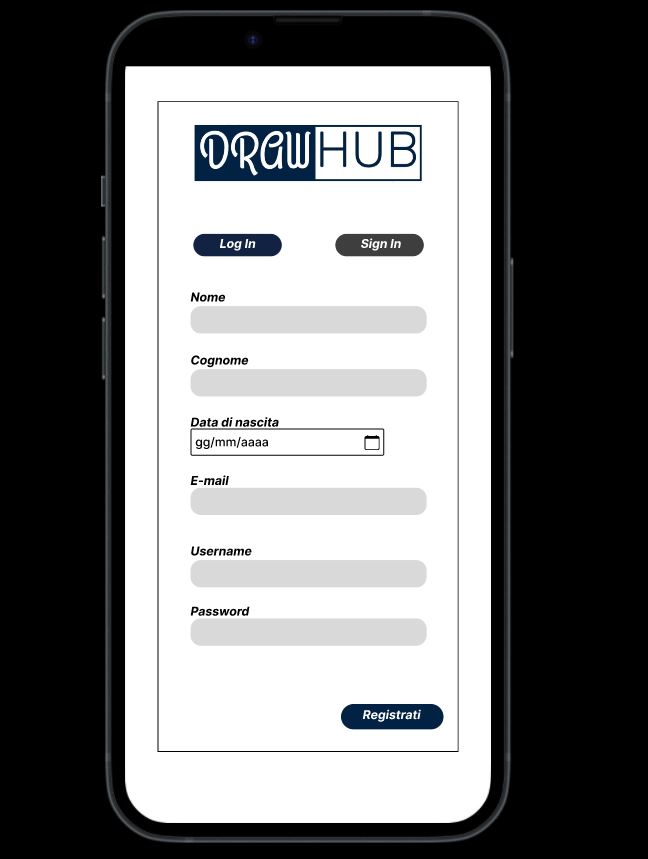 DRAWHUB
Log In Sign In
Nome
Cognome
Data di nascita
gg/mm/aaaa
E-mail
Username
Password
Registrati